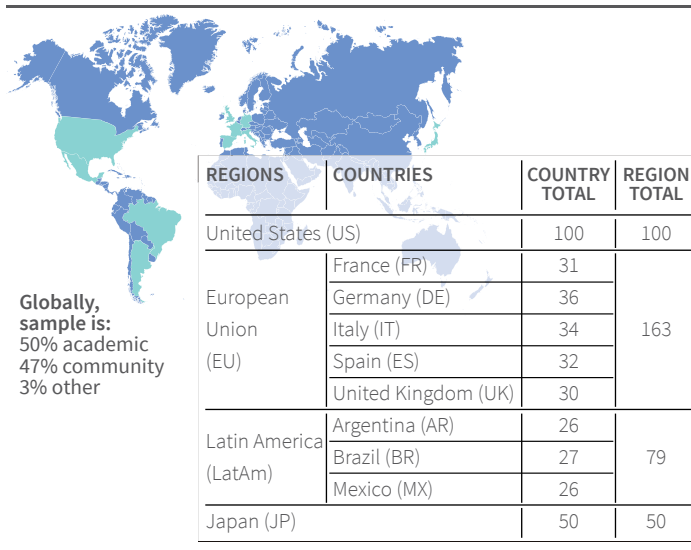 REGIONS COUNTRIES COUNTRY TOTAL REGION TOTAL
United States (US) 100 100
European Union (EU) 163
France (FR) 31
Germany (DE) 36
Italy (IT) 34
Spain (ES) 32
United Kingdom (UK) 30
Latin America (LatAm) 79
Argentina (AR) 26
Brazil (BR) 27
Mexico (MX) 26
Japan (JP) 50 50
Globally,
sample is:
50% academic
47% community
3% other